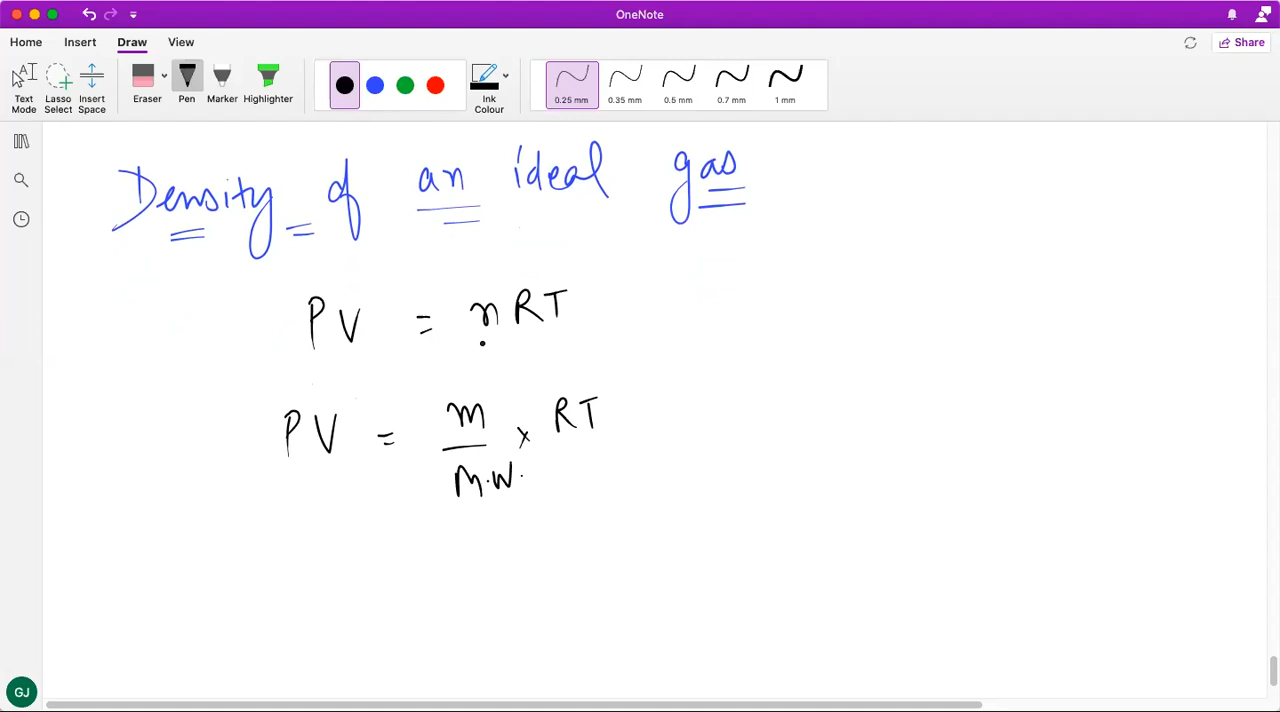 OneNote
Home Insert Draw View
Share
Text Mode
Lasso Select
Insert Space
Eraser
Pen
Marker
Highlighter
Ink Colour
0.25 mm
0.35 mm
0.5 mm
0.7 mm
1 mm
Density of an ideal gas
PV = nRT
PV = m/M.W. × RT
GJ